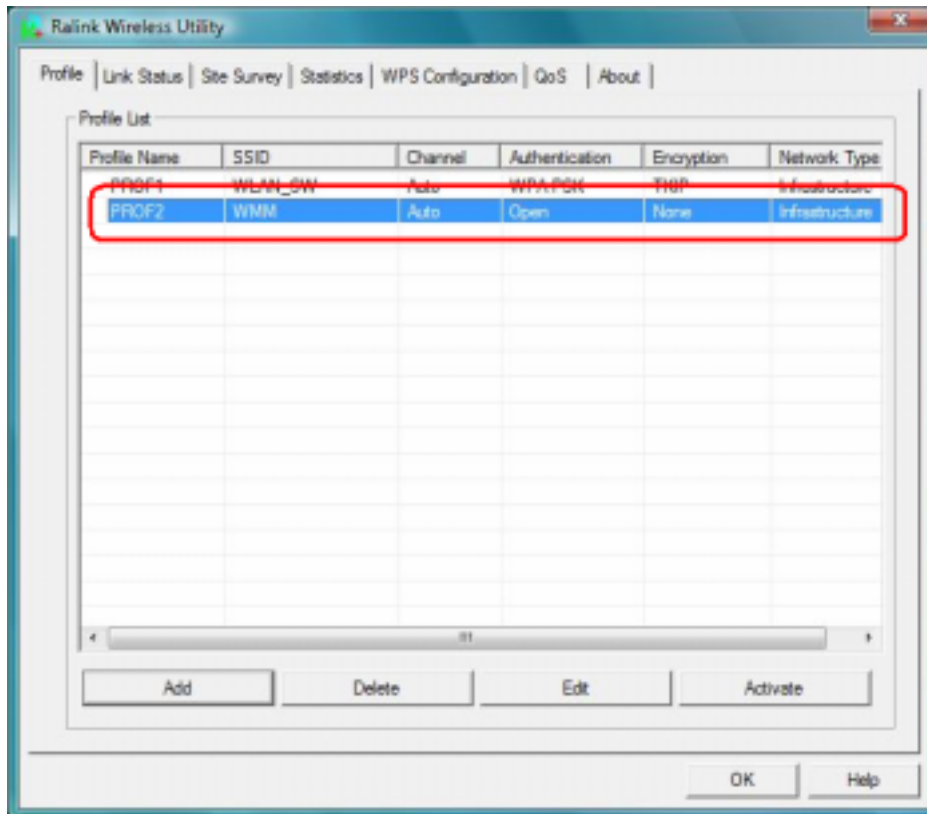 Ralink Wireless Utility
Profile Link Status Site Survey Statistics WPS Configuration QoS About
Profile List
Profile Name SSID Channel Authentication Encryption Network Type
PROF1 WLAN_SW Auto WPA-PSK TKIP Infrastructure
PROF2 WMM Auto Open None Infrastructure
Add Delete Edit Activate
OK Help